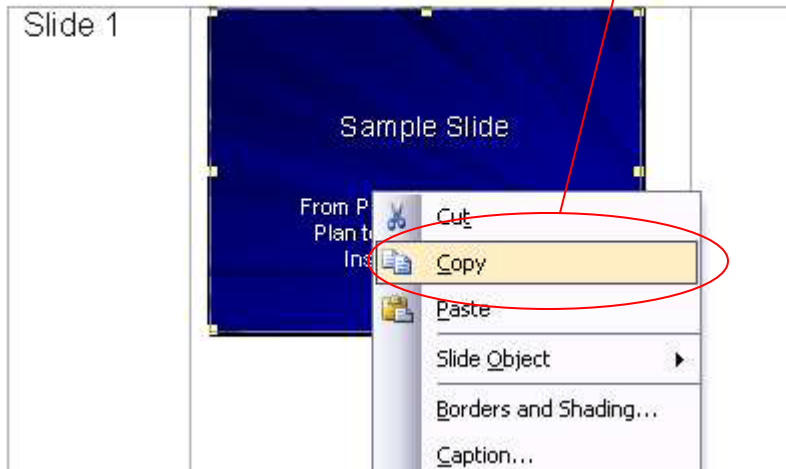 Slide 1
Sample Slide
From P
Plan t
Ins
Cut
Copy
Paste
Slide Object
Borders and Shading...
Caption...